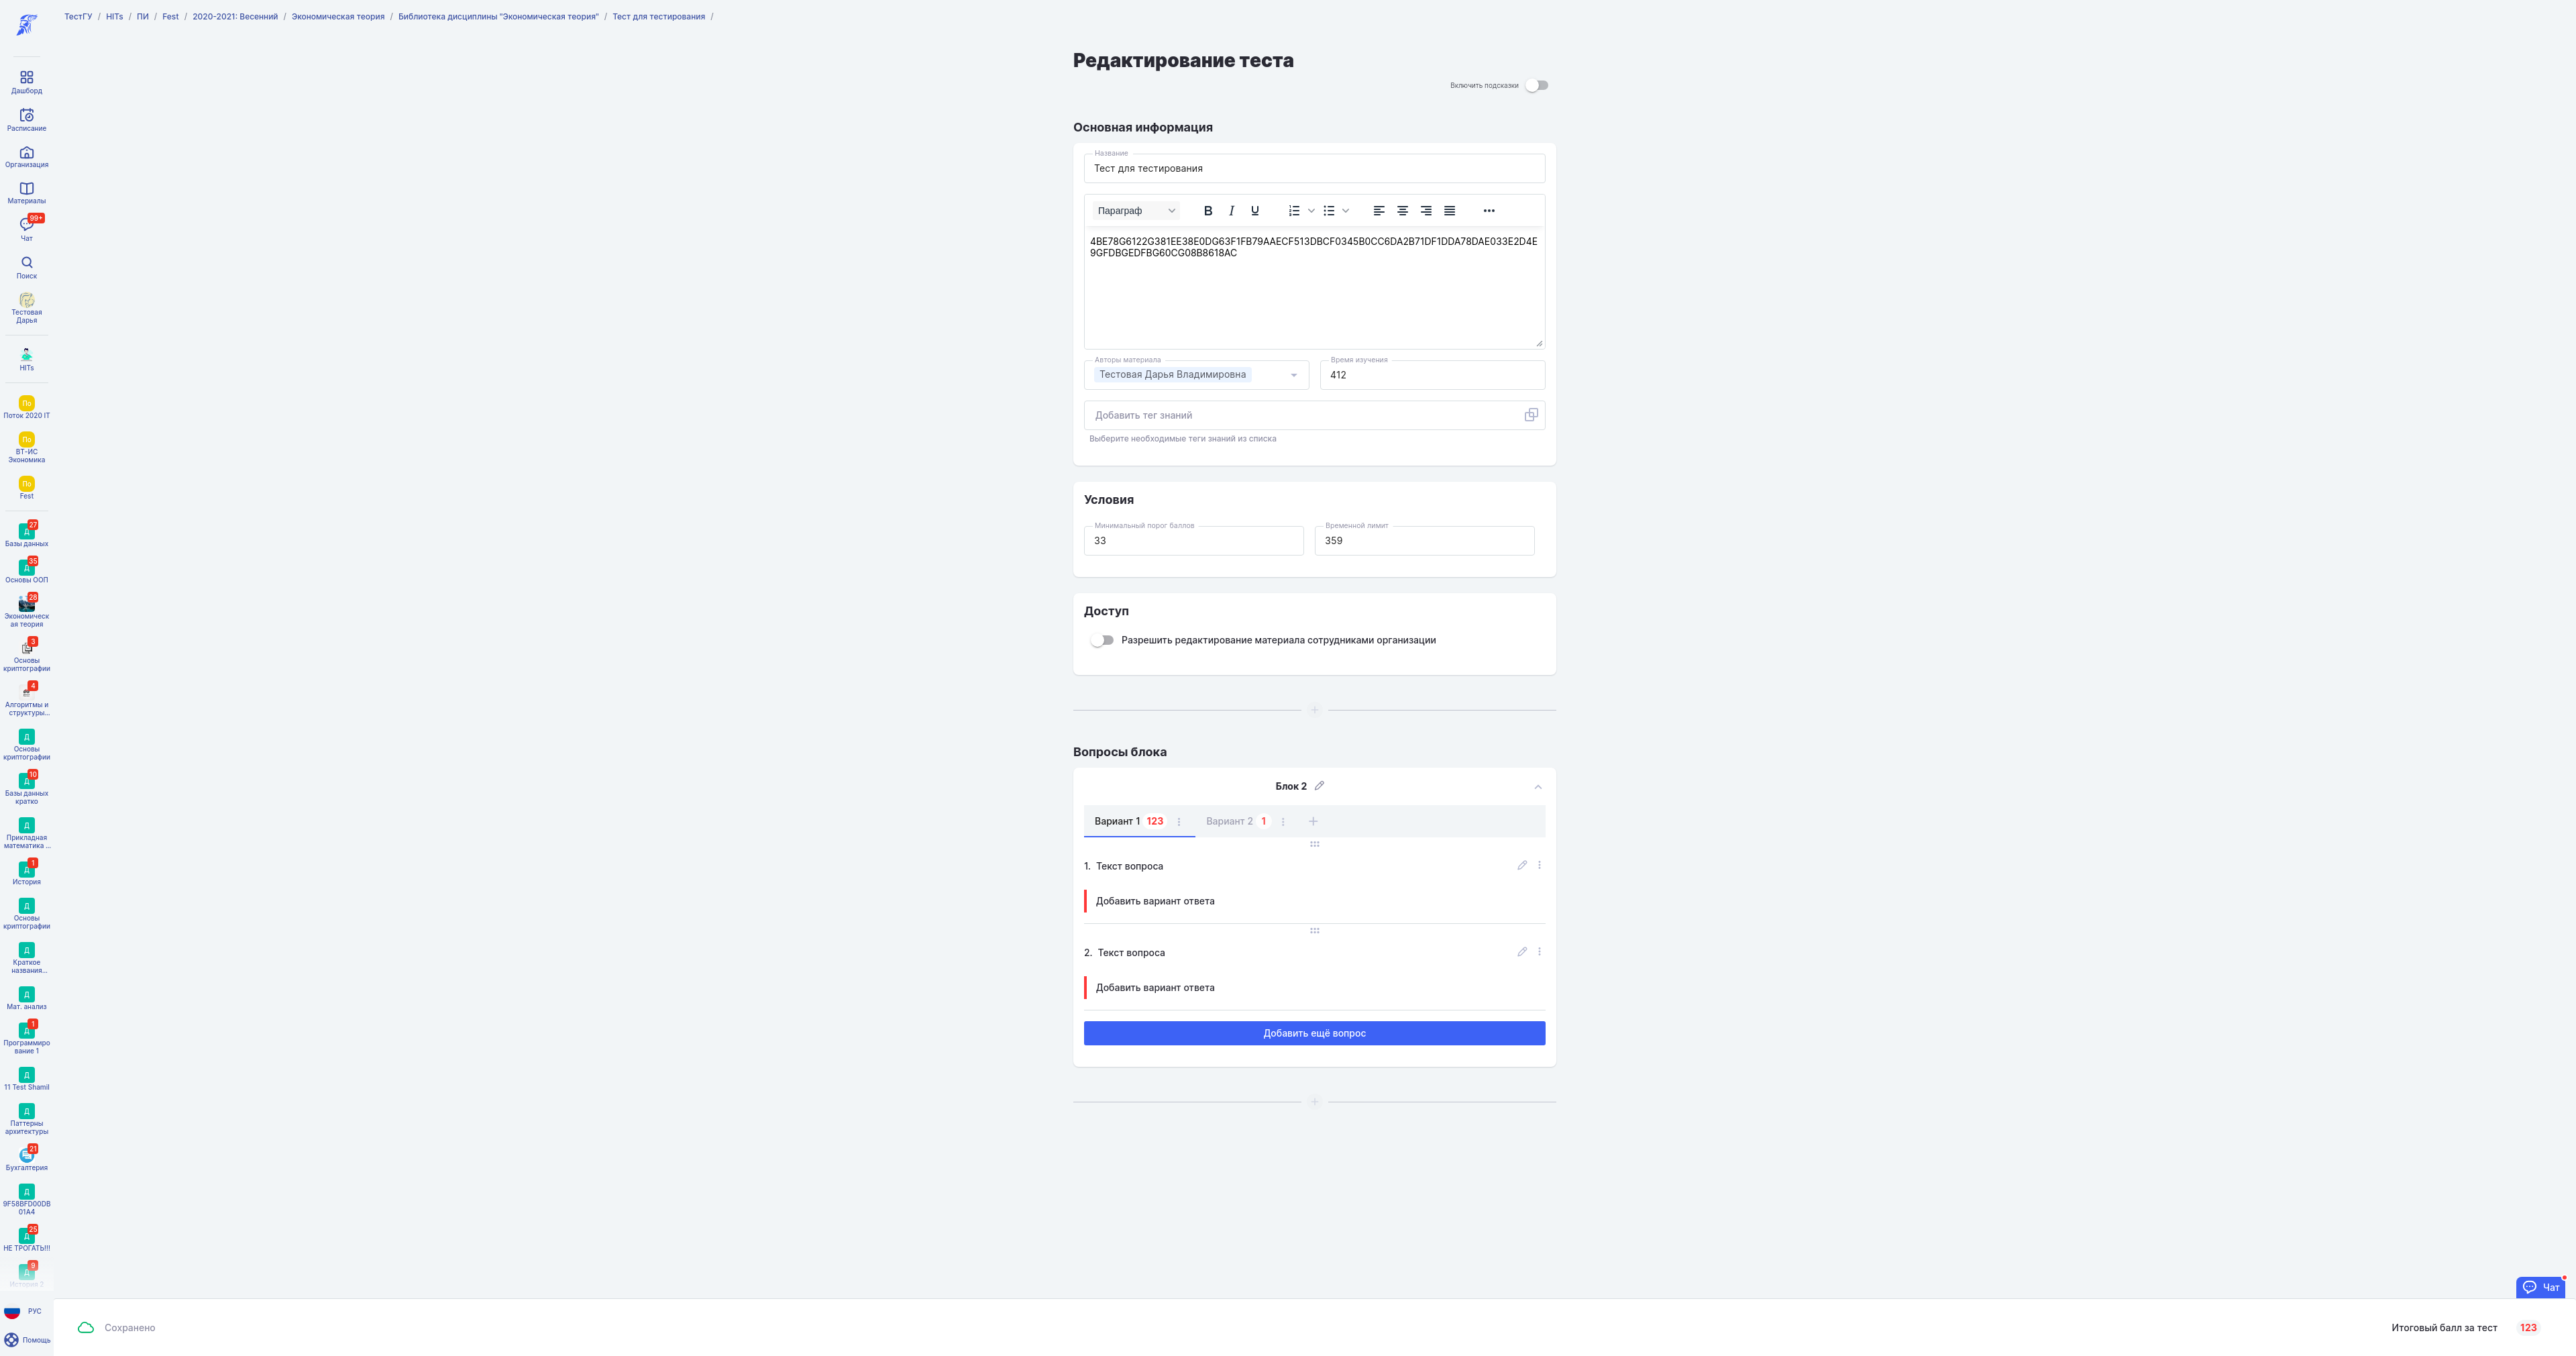 ТестГУ / HITs / ПИ / Fest / 2020-2021: Весенний / Экономическая теория / Библиотека дисциплины "Экономическая теория" / Тест для тестирования /
Дашборд
Расписание
Организация
Материалы
99+
Чат
Поиск
Тестовая
Дарья
HITs
По
Поток 2020 IT
По
ВТ-ИС
Экономика
По
Fest
Д 27
Базы данных
Д 35
Основы ООП
28
Экономическ
ая теория
3
Основы
криптографии
4
Алгоритмы и
структуры...
Д
Основы
криптографии
Д 10
Базы данных
кратко
Д
Прикладная
математика ...
Д 1
История
Д
Основы
криптографии
Д
Краткое
названия...
Д
Мат. анализ
Д 1
Программиро
вание 1
Д
11 Test Shamil
Д
Паттерны
архитектуры
21
Бухгалтерия
Д
9F58BFD00DB
01A4
Д 25
НЕ ТРОГАТЬ!!!
Д 9
История 2
РУС
Помощь
Редактирование теста
Включить подсказки
Основная информация
Название
Тест для тестирования
Параграф B I U
4BE78G6122G381EE38E0DG63F1FB79AAECF513DBCF0345B0CC6DA2B71DF1DDA78DAE033E2D4E
9GFDBGEDFBG60CG08B8618AC
Авторы материала
Тестовая Дарья Владимировна
Время изучения
412
Добавить тег знаний
Выберите необходимые теги знаний из списка
Условия
Минимальный порог баллов
33
Временной лимит
359
Доступ
Разрешить редактирование материала сотрудниками организации
Вопросы блока
Блок 2
Вариант 1 123 Вариант 2 1
1. Текст вопроса
Добавить вариант ответа
2. Текст вопроса
Добавить вариант ответа
Добавить ещё вопрос
Чат
Сохранено
Итоговый балл за тест 123